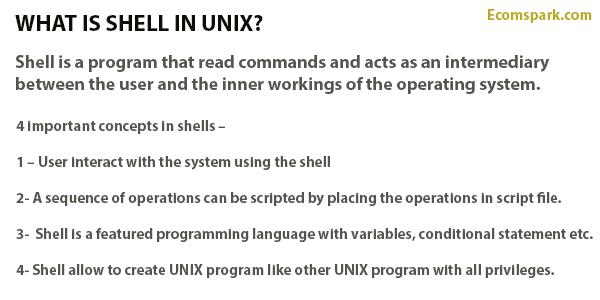 WHAT IS SHELL IN UNIX?
Ecomspark.com
Shell is a program that read commands and acts as an intermediary
between the user and the inner workings of the operating system.
4 important concepts in shells –
1 – User interact with the system using the shell
2- A sequence of operations can be scripted by placing the operations in script file.
3-  Shell is a featured programming language with variables, conditional statement etc.
4- Shell allow to create UNIX program like other UNIX program with all privileges.